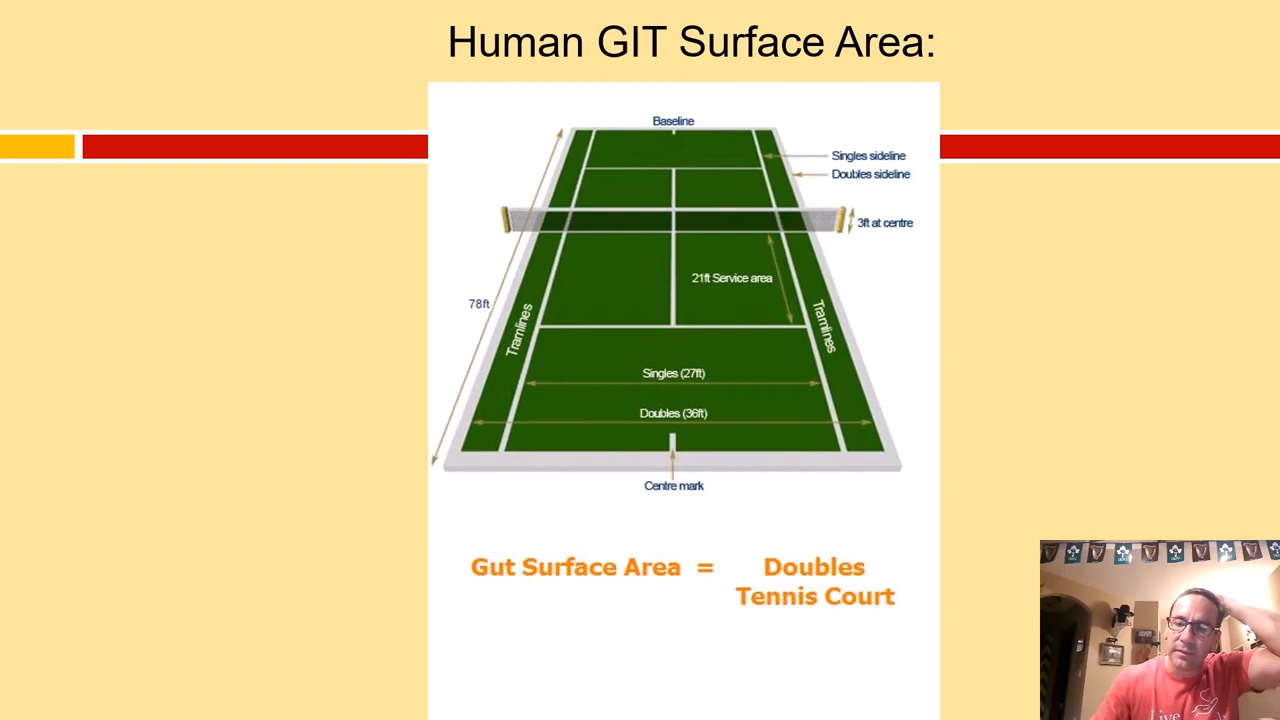 Human GIT Surface Area:
Baseline
Singles sideline
Doubles sideline
3ft at centre
21ft Service area
78ft
Tramlines
Tramlines
Singles (27ft)
Doubles (36ft)
Centre mark
Gut Surface Area = Doubles
Tennis Court
Live